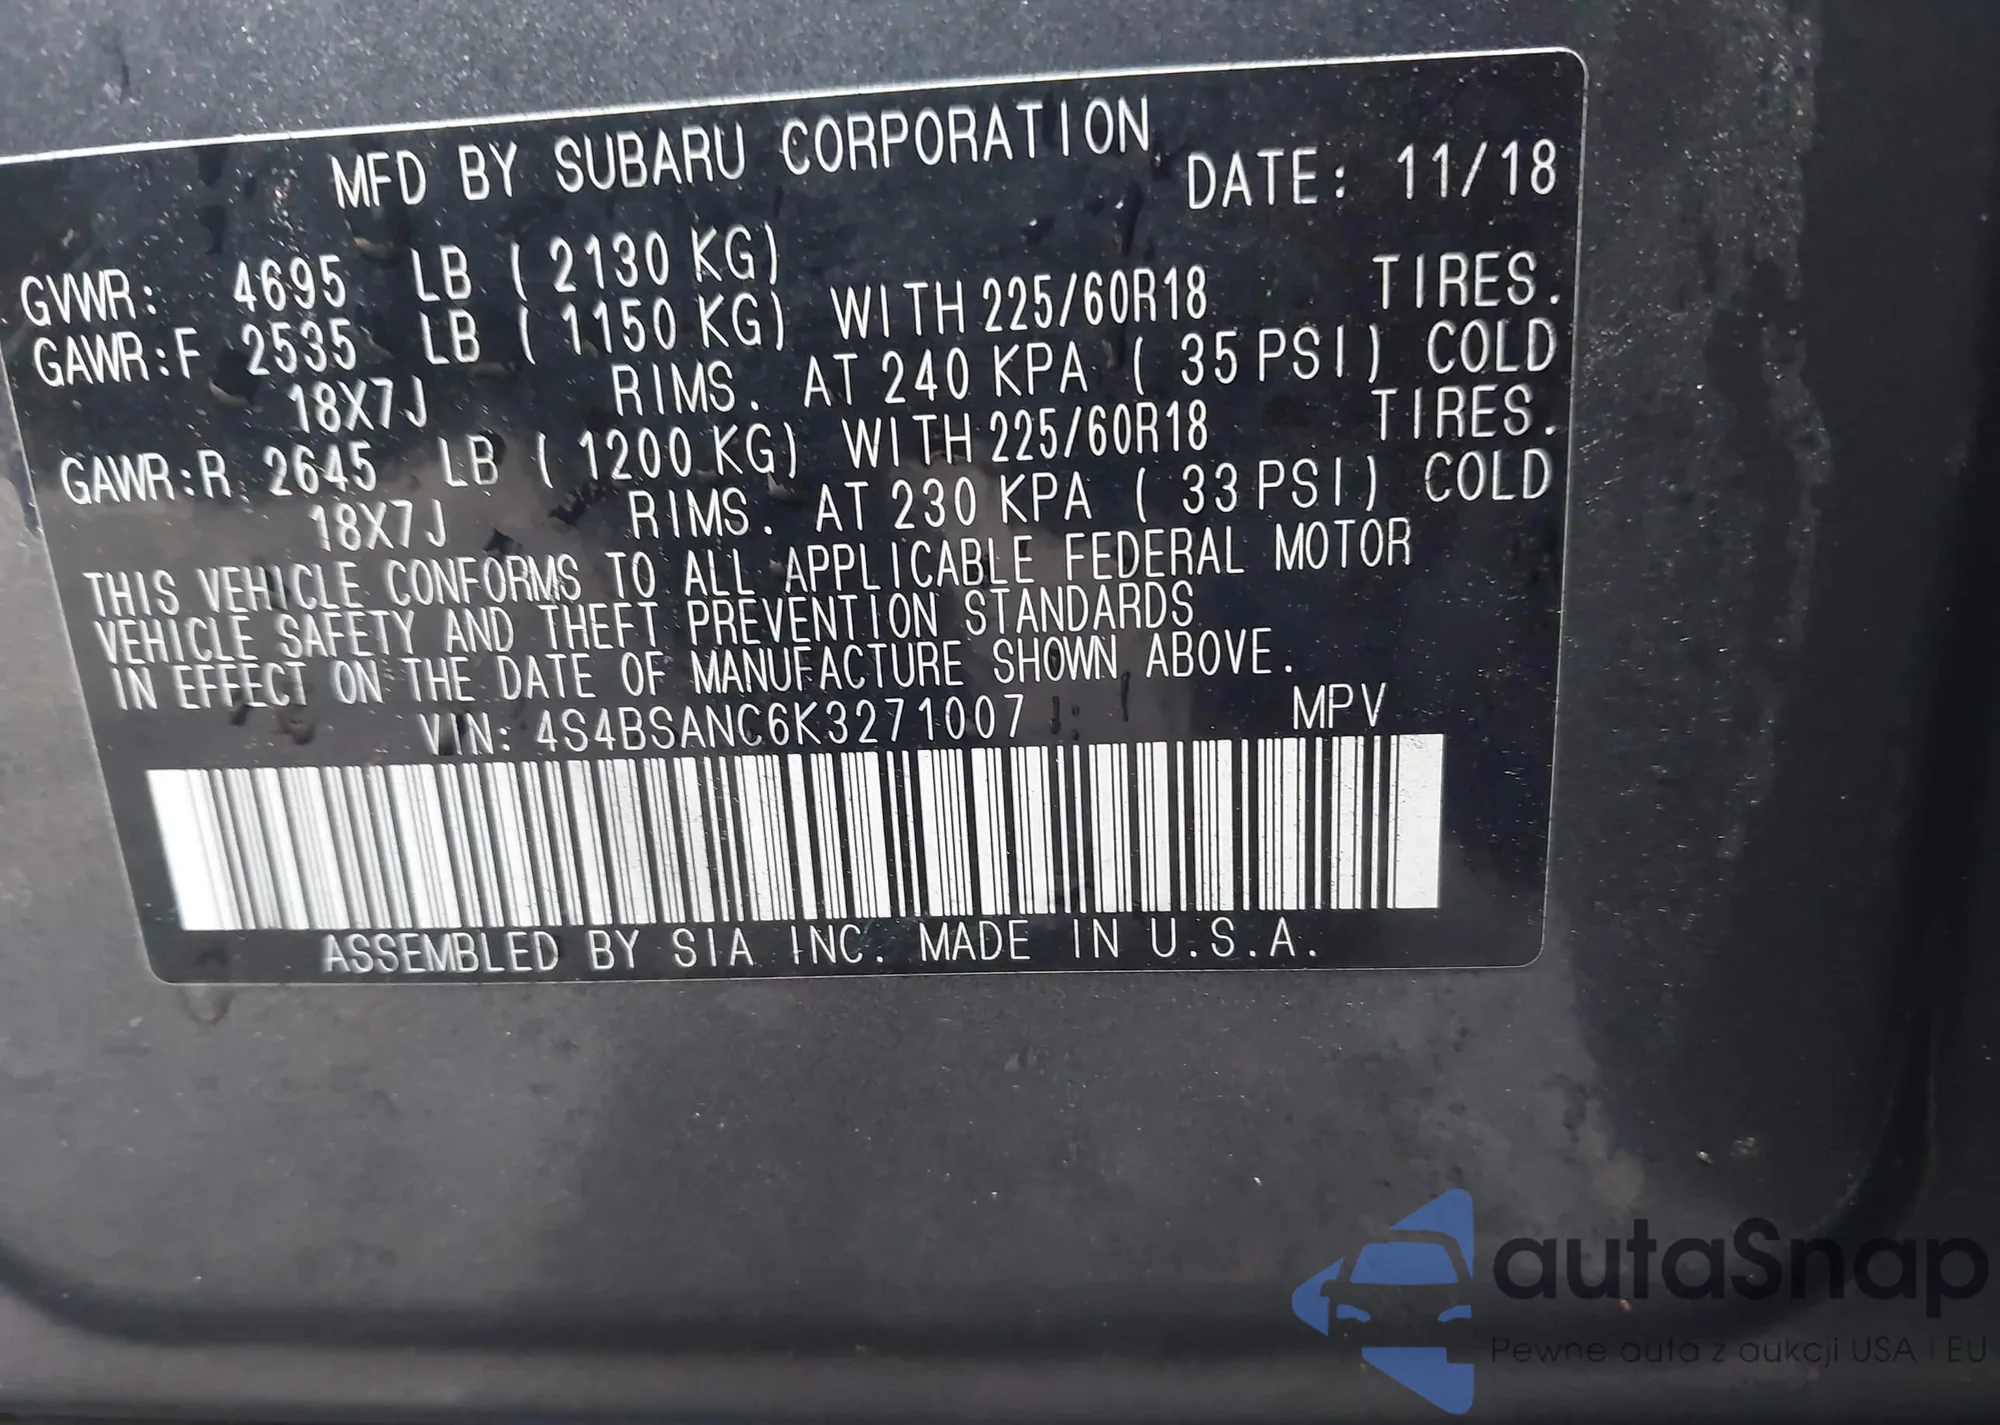 MFD BY SUBARU CORPORATION DATE: 11/18
GVWR: 4695 LB ( 2130 KG)
GAWR:F 2535 LB ( 1150 KG) WITH 225/60R18 TIRES.
18X7J RIMS. AT 240 KPA ( 35 PSI) COLD
GAWR:R 2645 LB ( 1200 KG) WITH 225/60R18 TIRES.
18X7J RIMS. AT 230 KPA ( 33 PSI) COLD
THIS VEHICLE CONFORMS TO ALL APPLICABLE FEDERAL MOTOR
VEHICLE SAFETY AND THEFT PREVENTION STANDARDS
IN EFFECT ON THE DATE OF MANUFACTURE SHOWN ABOVE.
VIN: 4S4BSANC6K3271007 MPV
ASSEMBLED BY SIA INC. MADE IN U.S.A.
autaSnap
Pewne auta z aukcji USA i EU